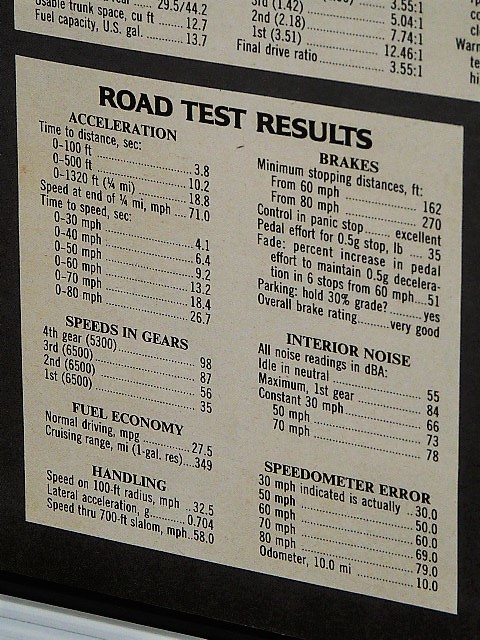 29.5/44.2
Usable trunk space, cu ft ... 12.7
Fuel capacity, U.S. gal. ... 13.7
3rd (1.42) ... 3.55:1
2nd (2.18) ... 5.04:1
1st (3.51) ... 7.74:1
12.46:1
Final drive ratio ... 3.55:1
ROAD TEST RESULTS
ACCELERATION
Time to distance, sec:
0-100 ft ... 3.8
0-500 ft ... 10.2
0-1320 ft (¼ mi) ... 18.8
Speed at end of ¼ mi, mph ... 71.0
Time to speed, sec:
0-30 mph ... 4.1
0-40 mph ... 6.4
0-50 mph ... 9.2
0-60 mph ... 13.2
0-70 mph ... 18.4
0-80 mph ... 26.7
SPEEDS IN GEARS
4th gear (5300) ... 98
3rd (6500) ... 87
2nd (6500) ... 56
1st (6500) ... 35
FUEL ECONOMY
Normal driving, mpg ... 27.5
Cruising range, mi (1-gal. res)...349
HANDLING
Speed on 100-ft radius, mph ..32.5
Lateral acceleration, g ... 0.704
Speed thru 700-ft slalom, mph..58.0
BRAKES
Minimum stopping distances, ft:
From 60 mph ... 162
From 80 mph ... 270
Control in panic stop ... excellent
Pedal effort for 0.5g stop, lb ... 35
Fade: percent increase in pedal
effort to maintain 0.5g decelera-
tion in 6 stops from 60 mph....51
Parking: hold 30% grade? ... yes
Overall brake rating ... very good
INTERIOR NOISE
All noise readings in dBA:
Idle in neutral ... 55
Maximum, 1st gear ... 84
Constant 30 mph ... 66
50 mph ... 73
70 mph ... 78
SPEEDOMETER ERROR
30 mph indicated is actually ..30.0
50 mph ... 50.0
60 mph ... 60.0
70 mph ... 69.0
80 mph ... 79.0
Odometer, 10.0 mi ... 10.0